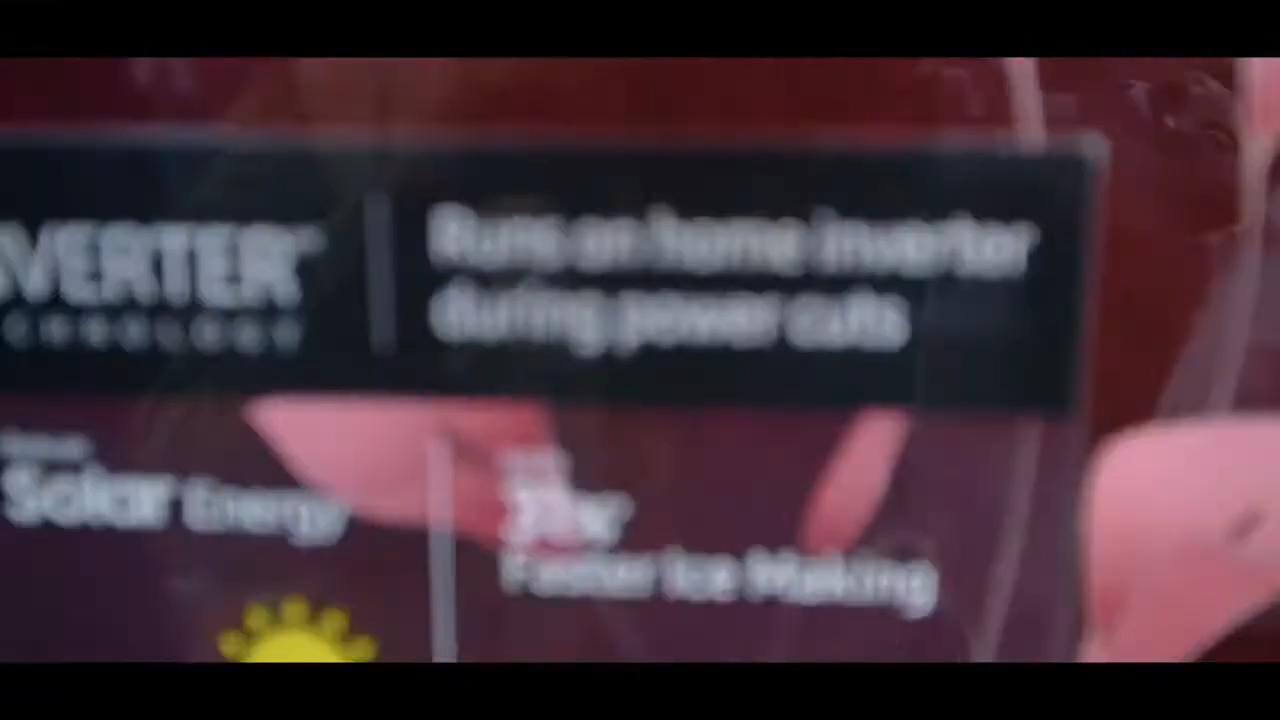 VERTER
Runs on home inverter
during power cuts
Solar Energy
Faster Ice Making